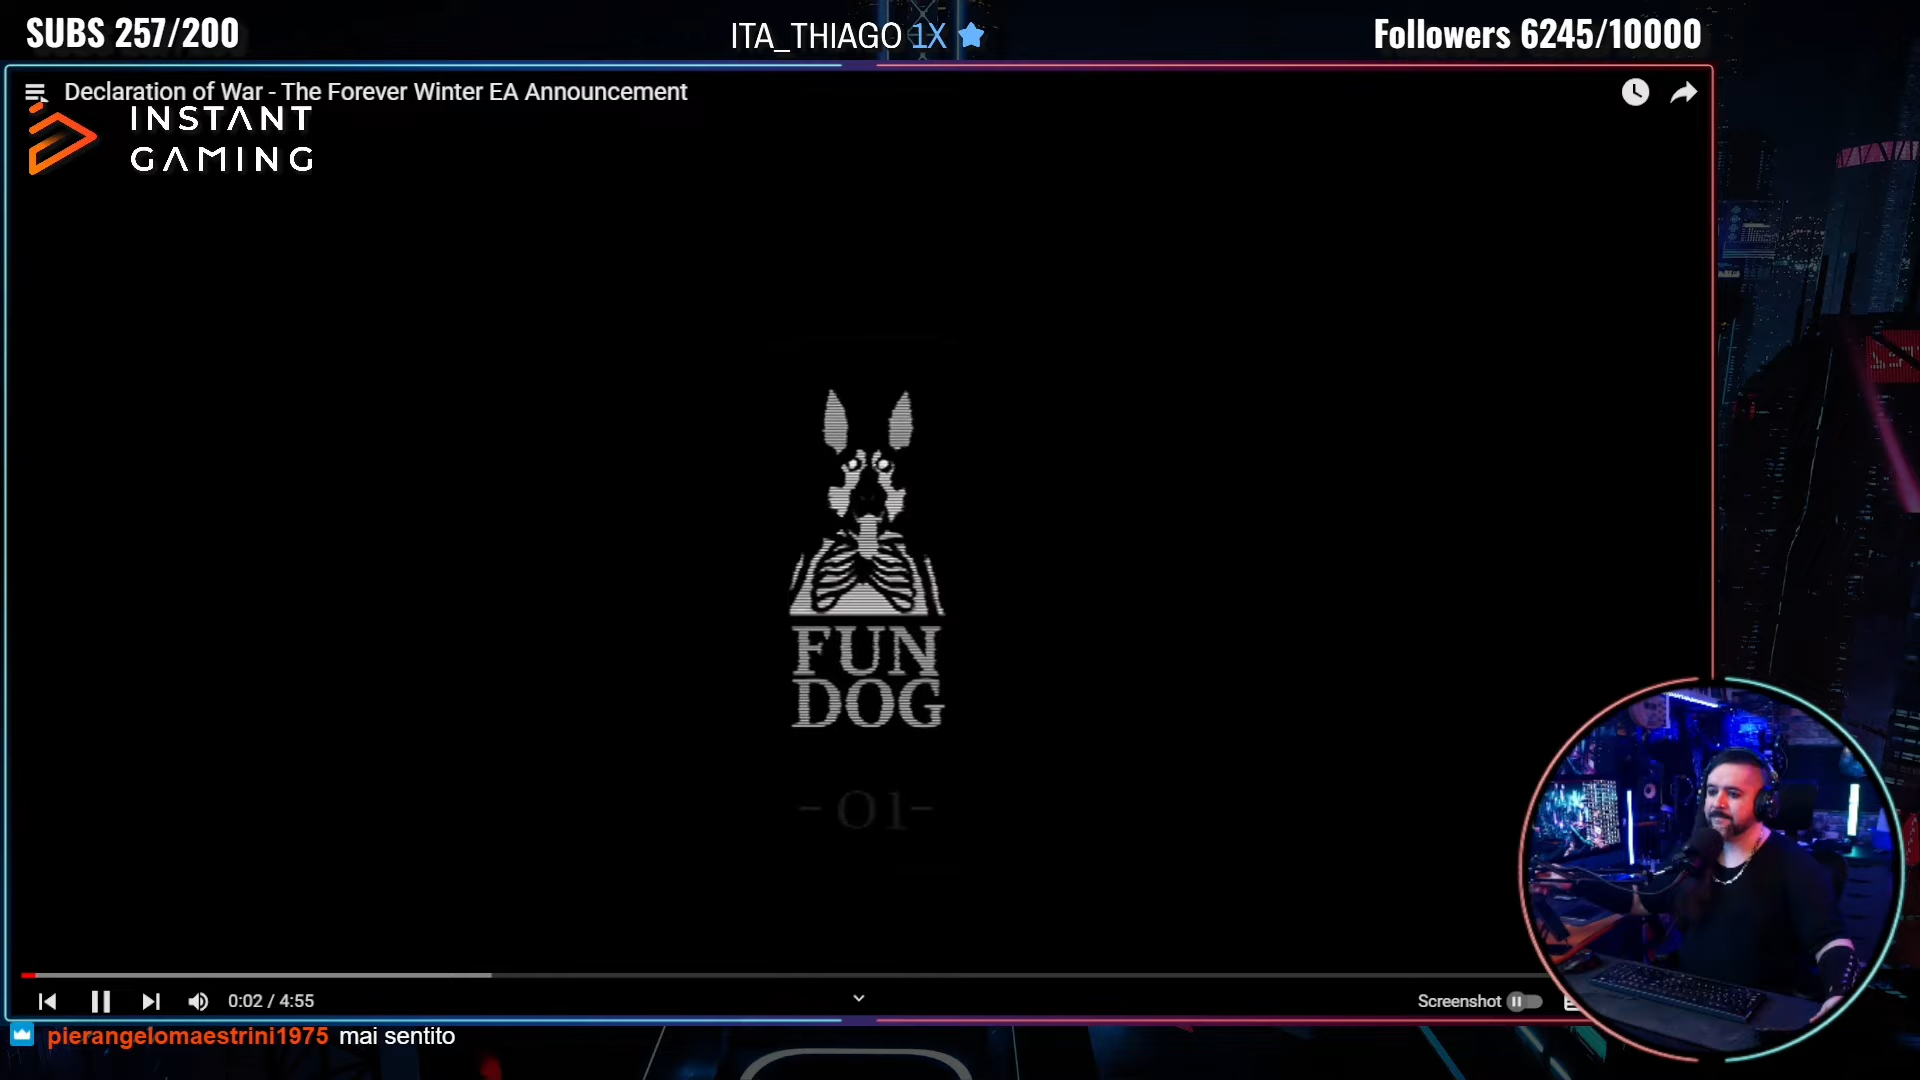 SUBS 257/200
ITA_THIAGO 1X
Followers 6245/10000
Declaration of War - The Forever Winter EA Announcement
INSTANT
GAMING
FUN
DOG
- 01-
0:02 / 4:55
Screenshot
pierangelomaestrini1975 mai sentito